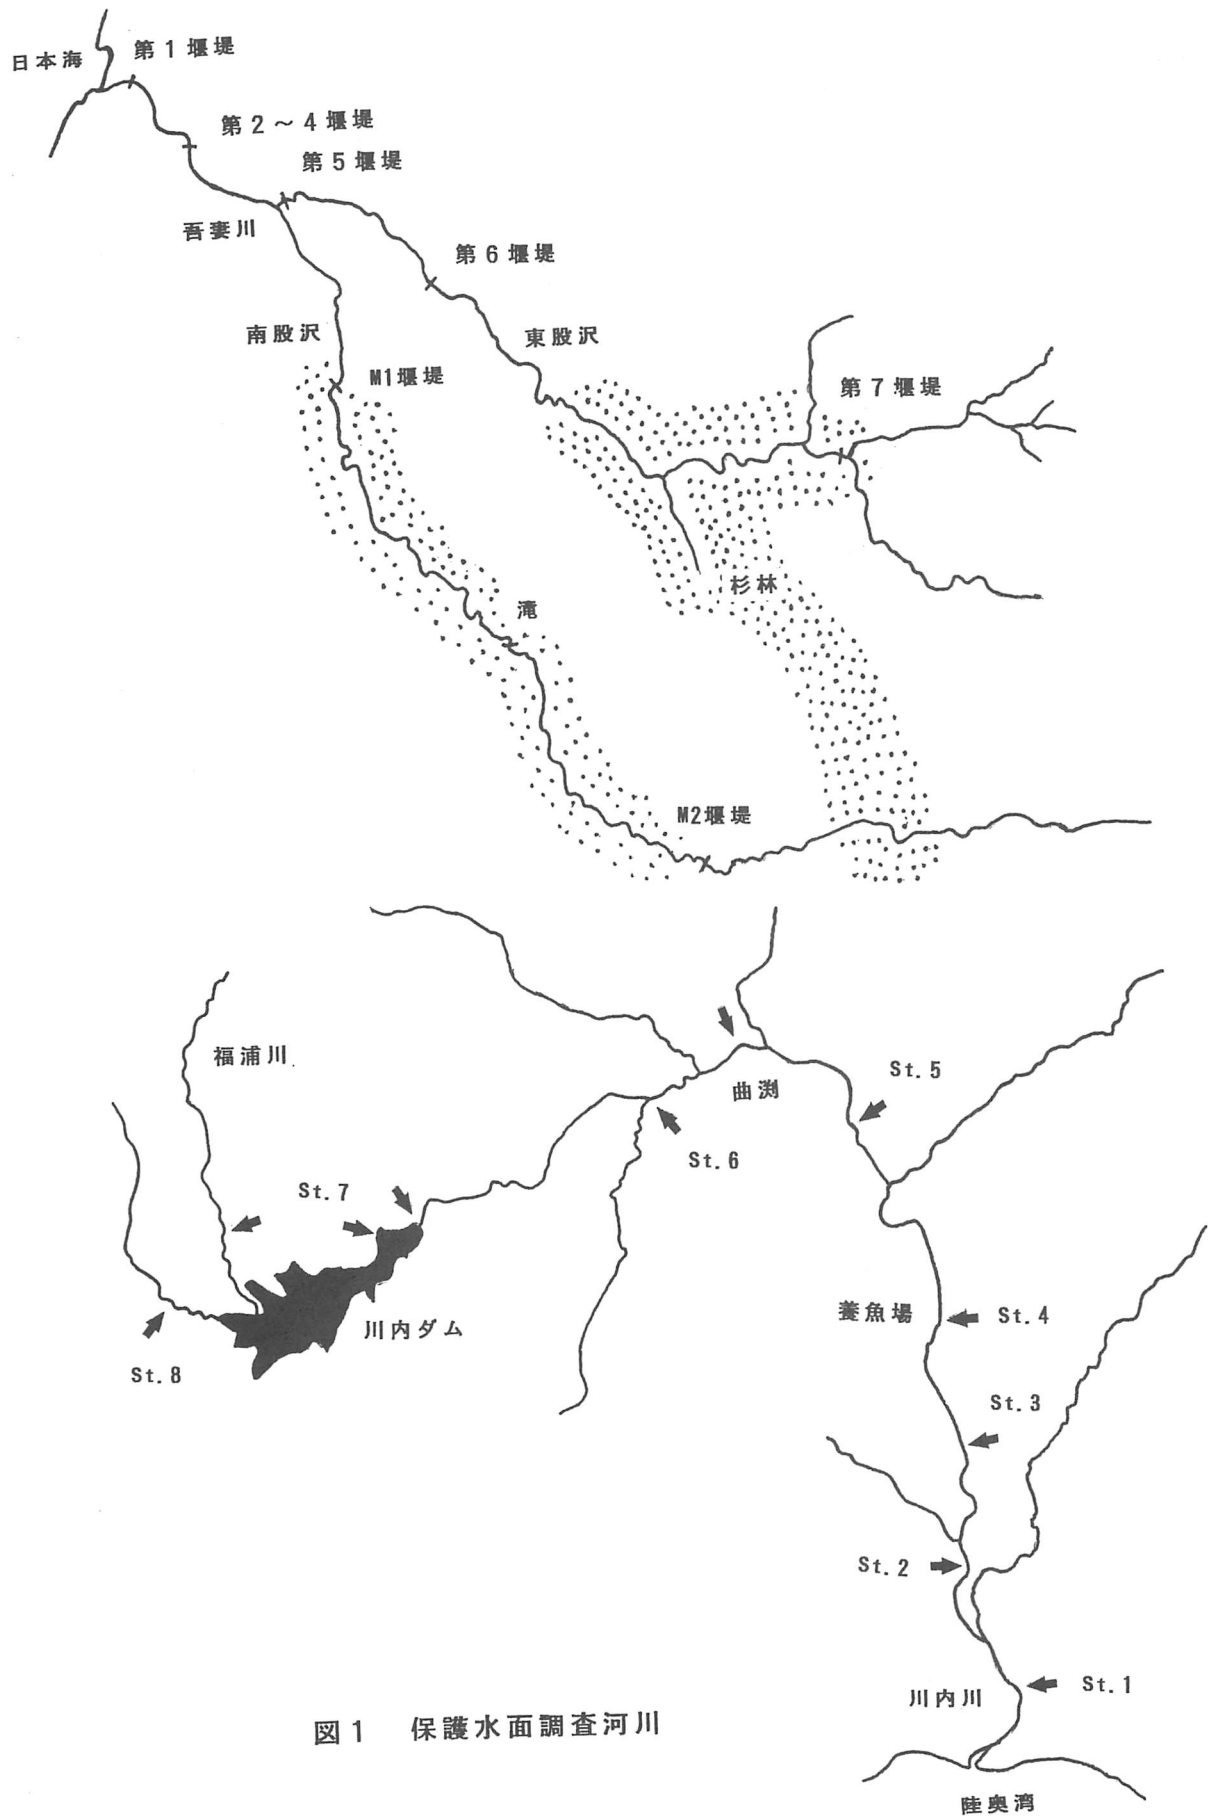 日本海
第1堰堤
第2～4堰堤
第5堰堤
吾妻川
第6堰堤
南股沢
東股沢
M1堰堤
第7堰堤
杉林
滝
M2堰堤
福浦川
曲渕
St.5
St.6
St.7
養魚場
St.4
川内ダム
St.8
St.3
St.2
川内川
St.1
図1 保護水面調査河川
陸奥湾